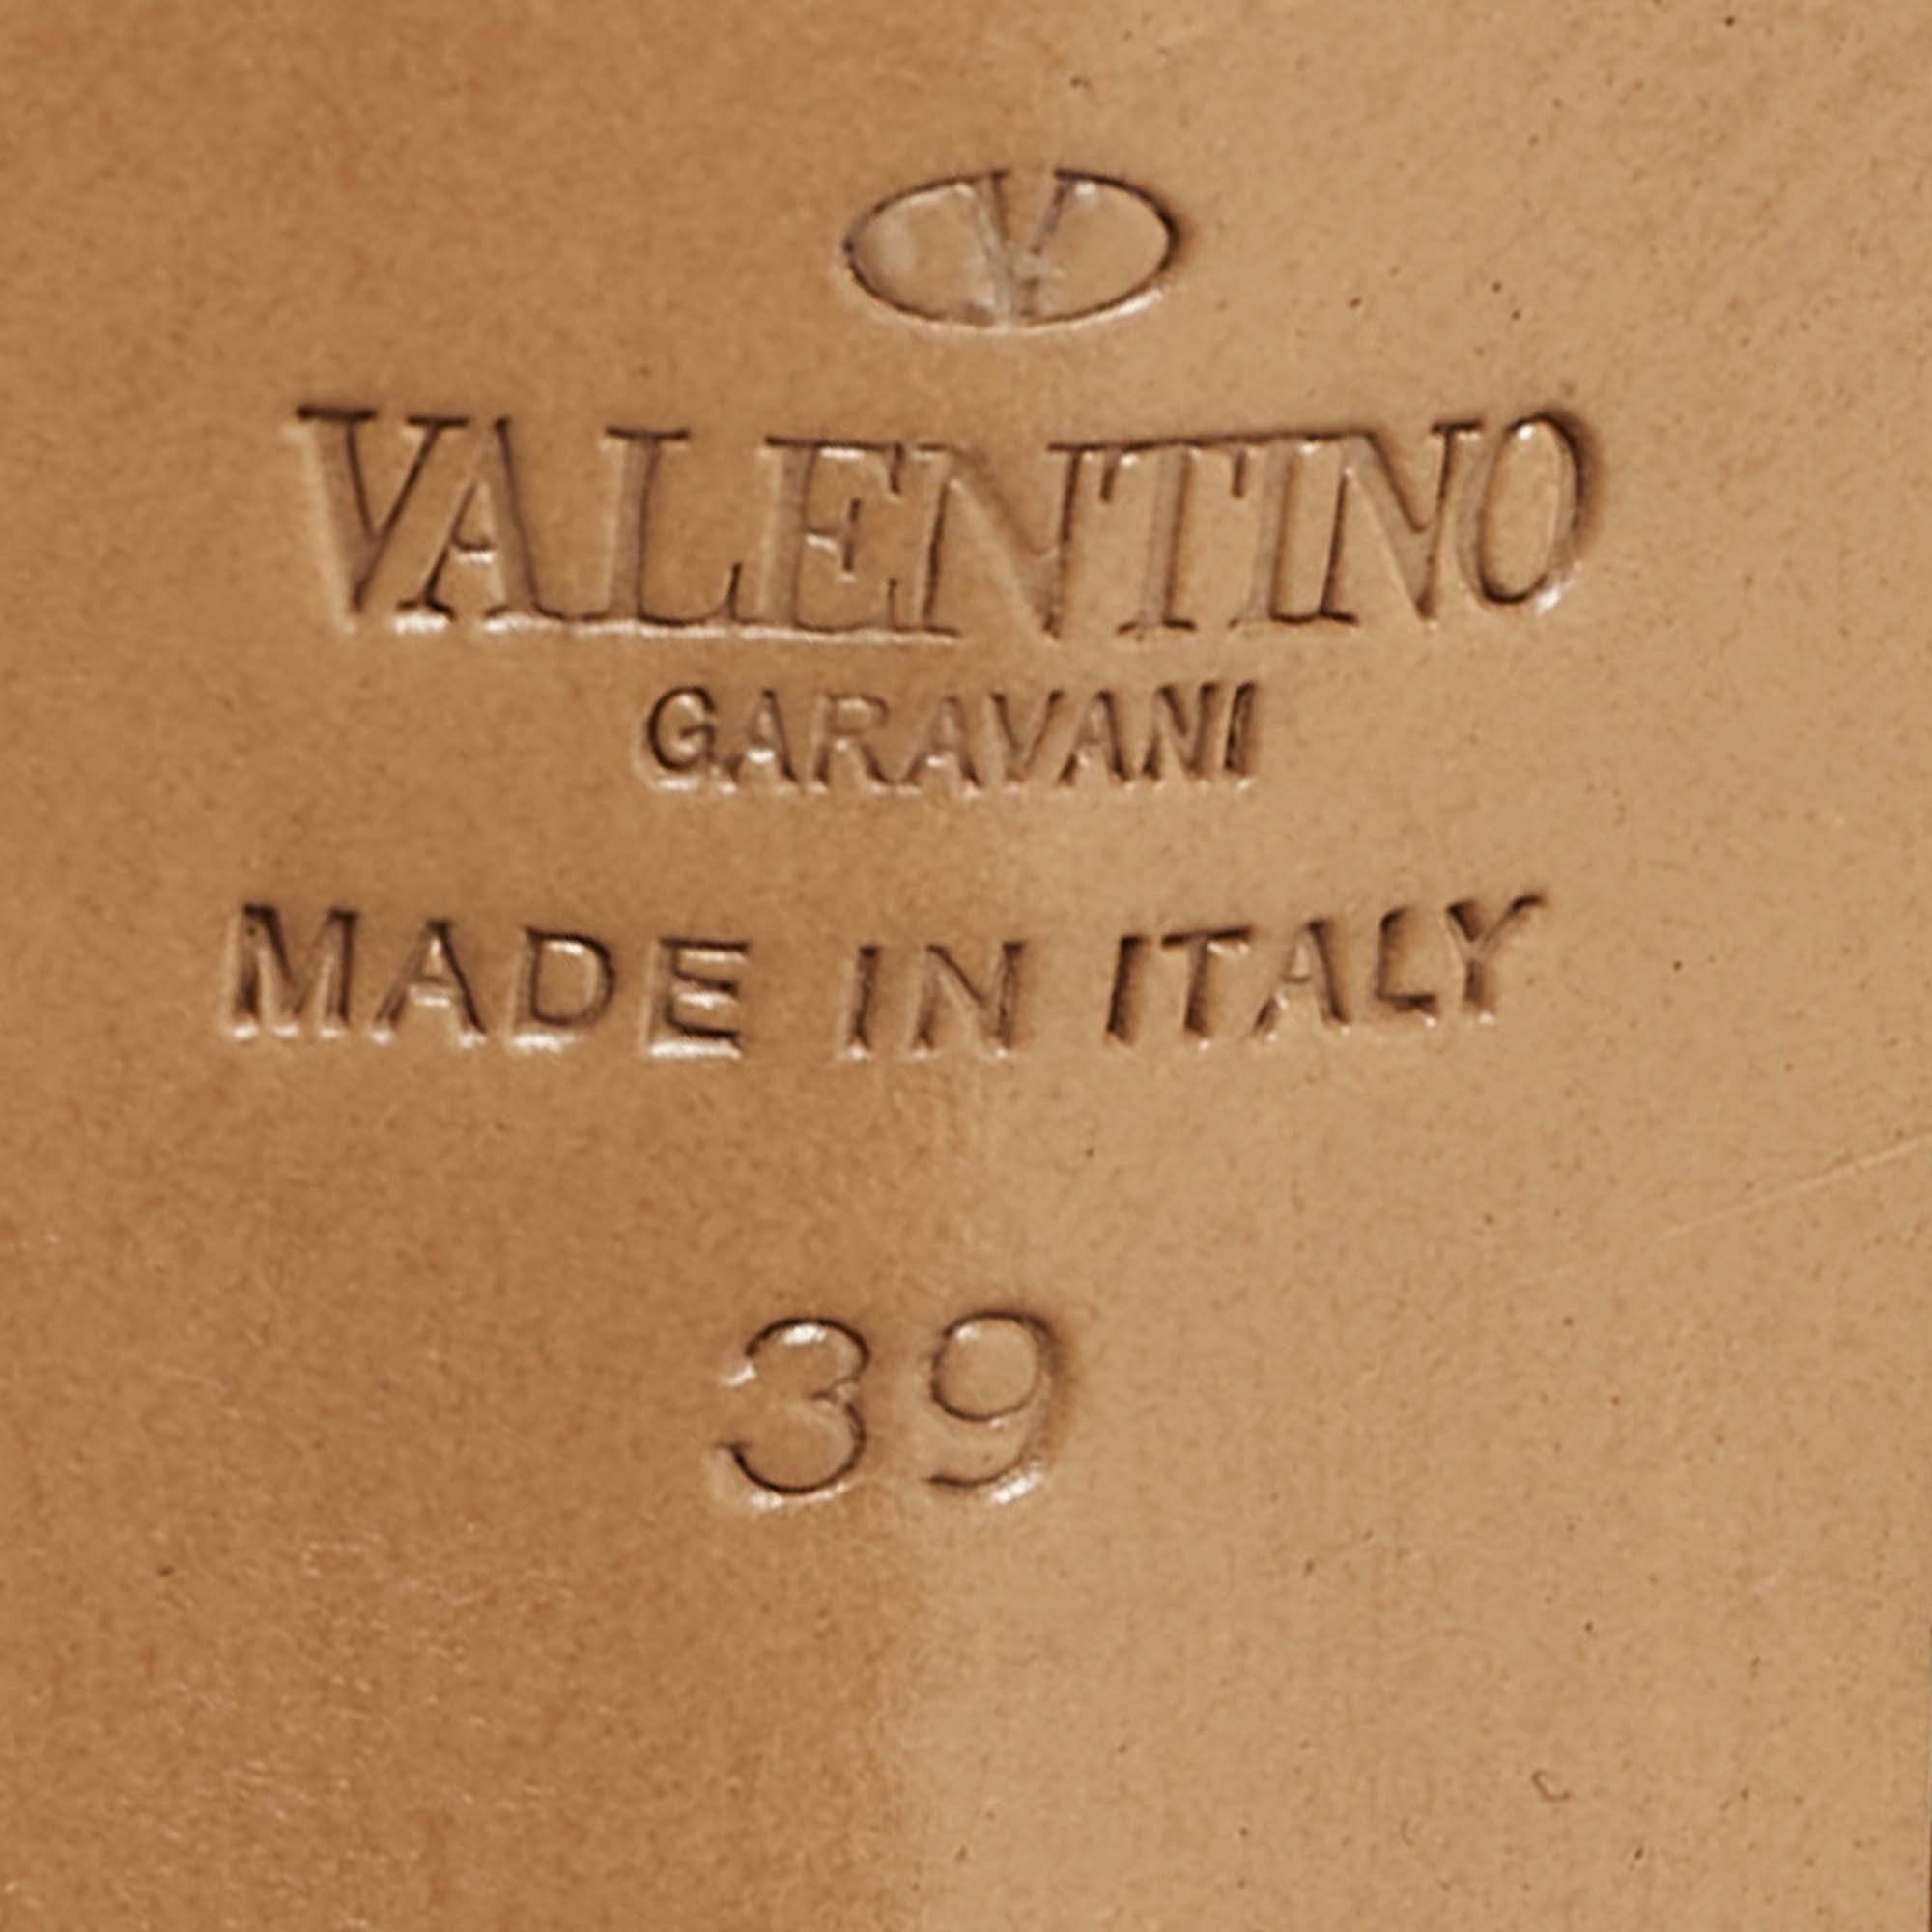 V
VALENTINO
GARAVANI
MADE IN ITALY
39